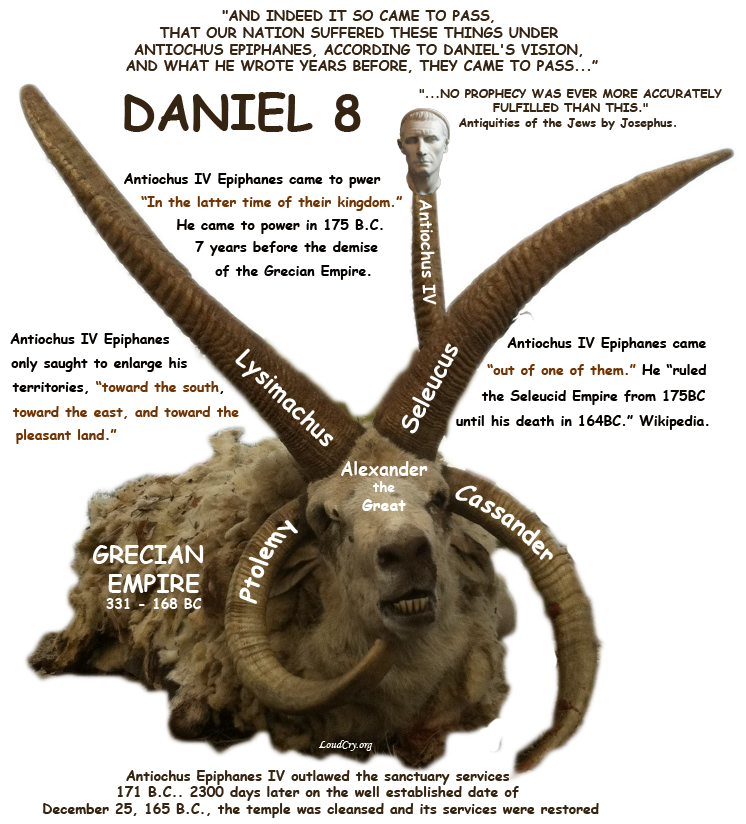 "AND INDEED IT SO CAME TO PASS,
THAT OUR NATION SUFFERED THESE THINGS UNDER
ANTIOCHUS EPIPHANES, ACCORDING TO DANIEL'S VISION,
AND WHAT HE WROTE YEARS BEFORE, THEY CAME TO PASS...”
DANIEL 8
"...NO PROPHECY WAS EVER MORE ACCURATELY
FULFILLED THAN THIS."
Antiquities of the Jews by Josephus.
Antiochus IV Epiphanes came to pwer
“In the latter time of their kingdom.”
He came to power in 175 B.C.
7 years before the demise
of the Grecian Empire.
Antiochus IV
Antiochus IV Epiphanes
only saught to enlarge his
territories, “toward the south,
toward the east, and toward the
pleasant land.”
Lysimachus
Seleucus
Antiochus IV Epiphanes came
“out of one of them.” He “ruled
the Seleucid Empire from 175BC
until his death in 164BC.” Wikipedia.
Alexander
the
Great
Ptolemy
Cassander
GRECIAN
EMPIRE
331 - 168 BC
LoudCry.org
Antiochus Epiphanes IV outlawed the sanctuary services
171 B.C.. 2300 days later on the well established date of
December 25, 165 B.C., the temple was cleansed and its services were restored